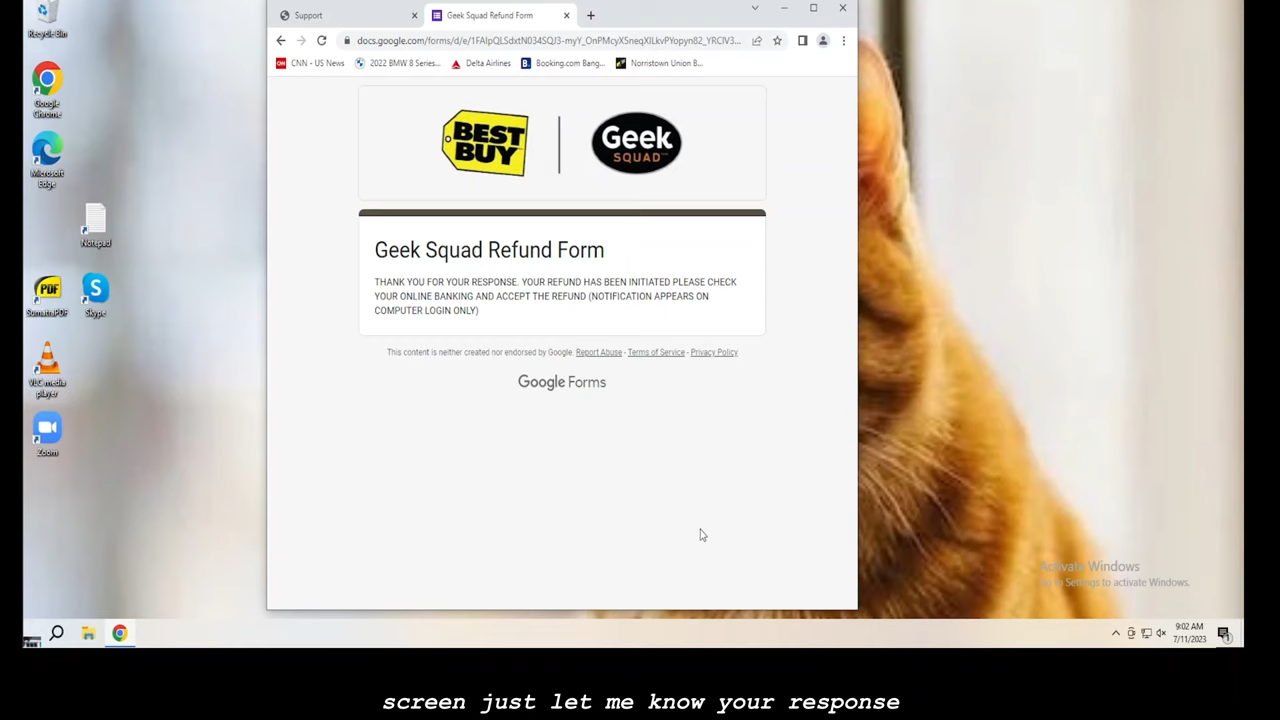 Recycle Bin
Support
Geek Squad Refund Form
docs.google.com/forms/d/e/
CNN - US News
2022 BMW 8 Series...
Delta Airlines
Booking.com Bang...
Norristown Union B...
Google
Chrome
BEST
BUY
Geek
SQUAD
Microsoft
Edge
Notepad
Geek Squad Refund Form
THANK YOU FOR YOUR RESPONSE. YOUR REFUND HAS BEEN INITIATED PLEASE CHECK
YOUR ONLINE BANKING AND ACCEPT THE REFUND (NOTIFICATION APPEARS ON
COMPUTER LOGIN ONLY)
PDF
SumatraPDF
S
Skype
This content is neither created nor endorsed by Google. Report Abuse - Terms of Service - Privacy Policy
Google Forms
VLC media
player
Zoom
Activate Windows
Go to Settings to activate Windows.
9:02 AM
7/11/2023
1
screen just let me know your response